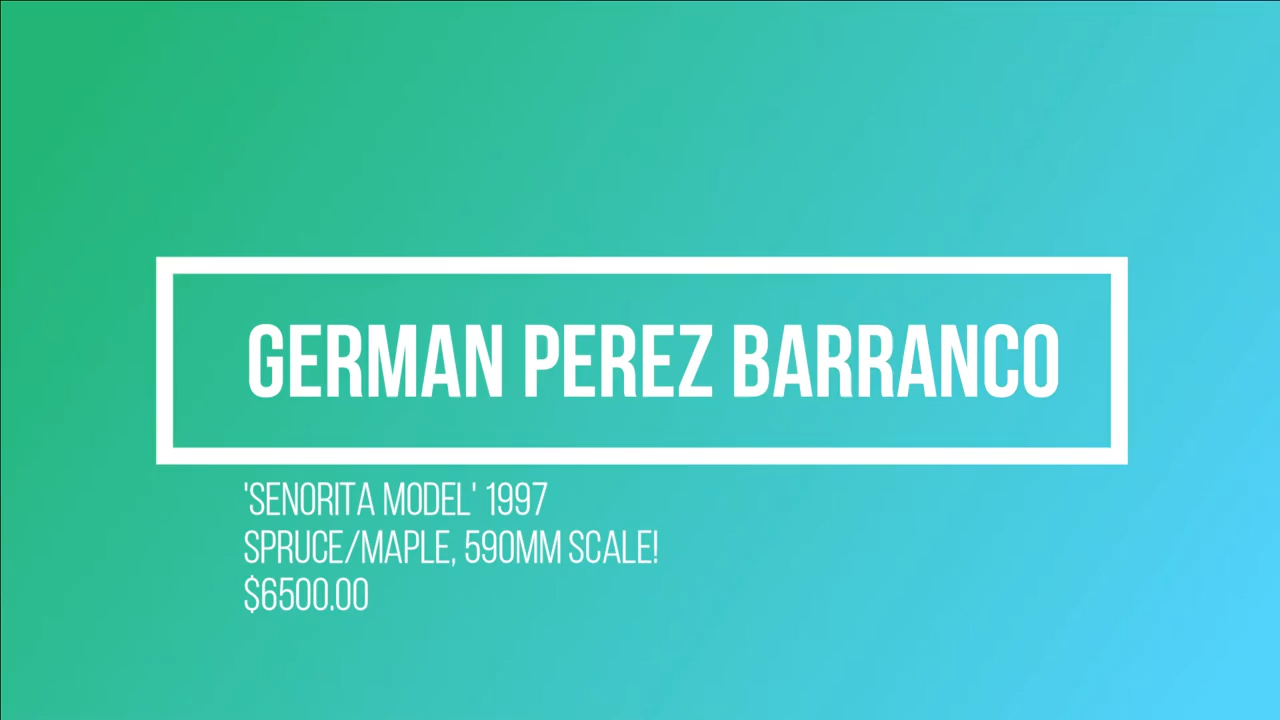 GERMAN PEREZ BARRANCO
'SENORITA MODEL' 1997
SPRUCE/MAPLE, 590MM SCALE!
$6500.00